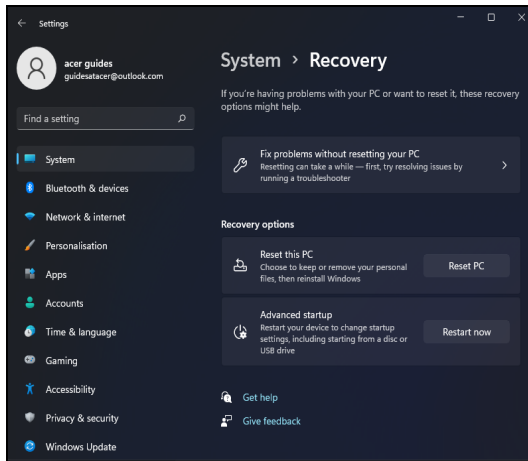 Settings
acer guides
guidesatacer@outlook.com
Find a setting
System
Bluetooth & devices
Network & internet
Personalisation
Apps
Accounts
Time & language
Gaming
Accessibility
Privacy & security
Windows Update
System > Recovery
If you're having problems with your PC or want to reset it, these recovery
options might help.
Fix problems without resetting your PC
Resetting can take a while — first, try resolving issues by
running a troubleshooter
Recovery options
Reset this PC
Choose to keep or remove your personal
files, then reinstall Windows
Reset PC
Advanced startup
Restart your device to change startup
settings, including starting from a disc or
USB drive
Restart now
Get help
Give feedback